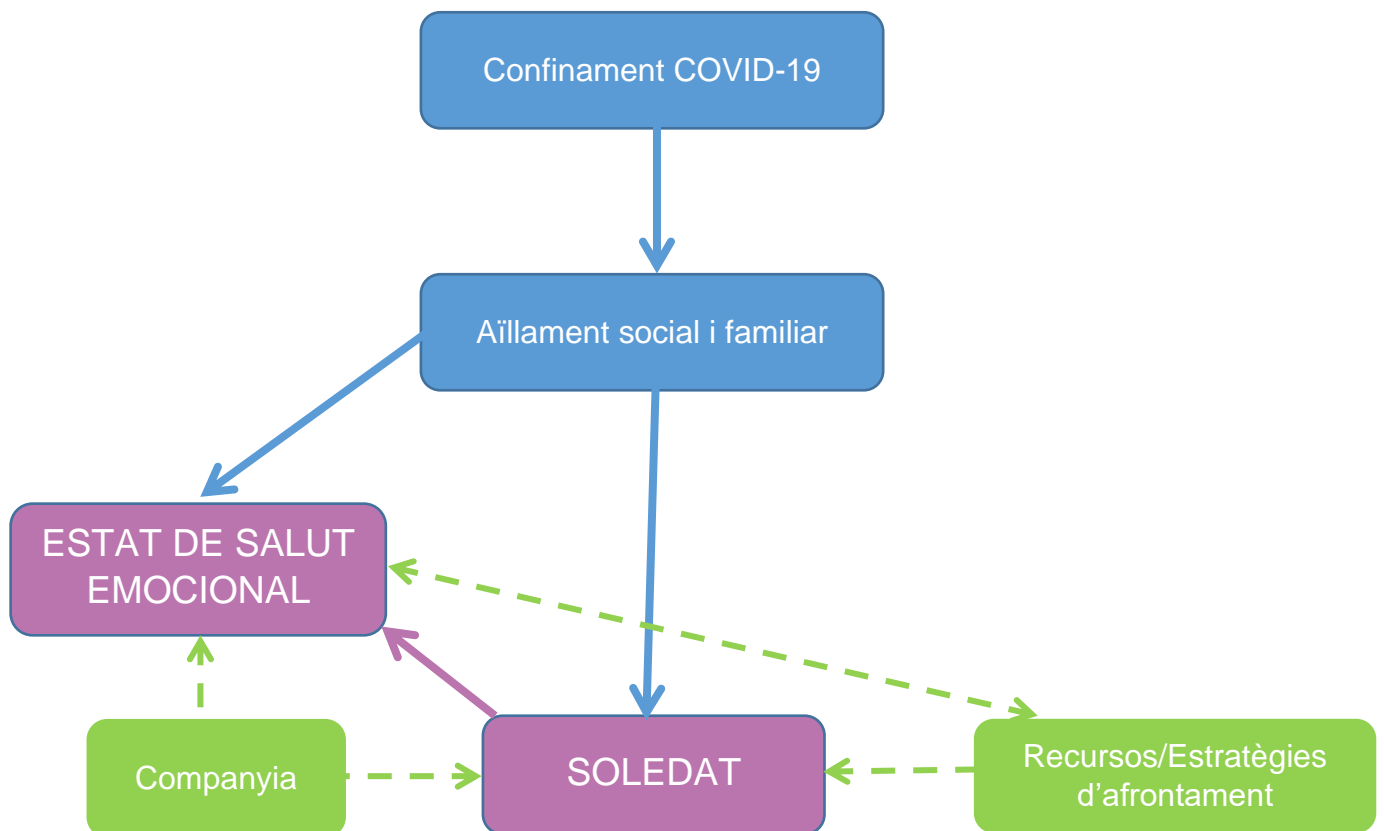 Confinament COVID-19
Aïllament social i familiar
ESTAT DE SALUT
EMOCIONAL
Companyia
SOLEDAT
Recursos/Estratègies
d’afrontament